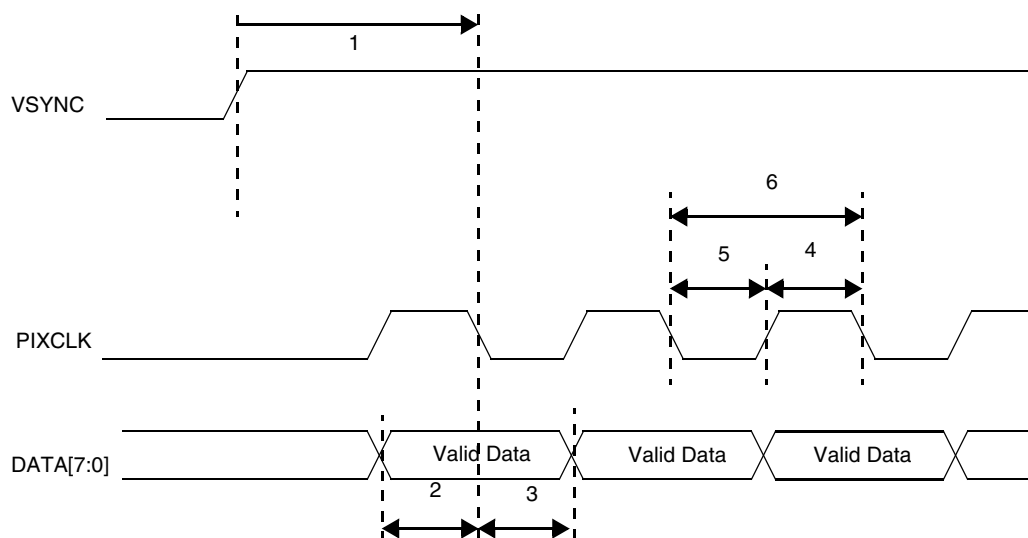 1
VSYNC
6
5 4
PIXCLK
DATA[7:0] Valid Data Valid Data Valid Data
2 3